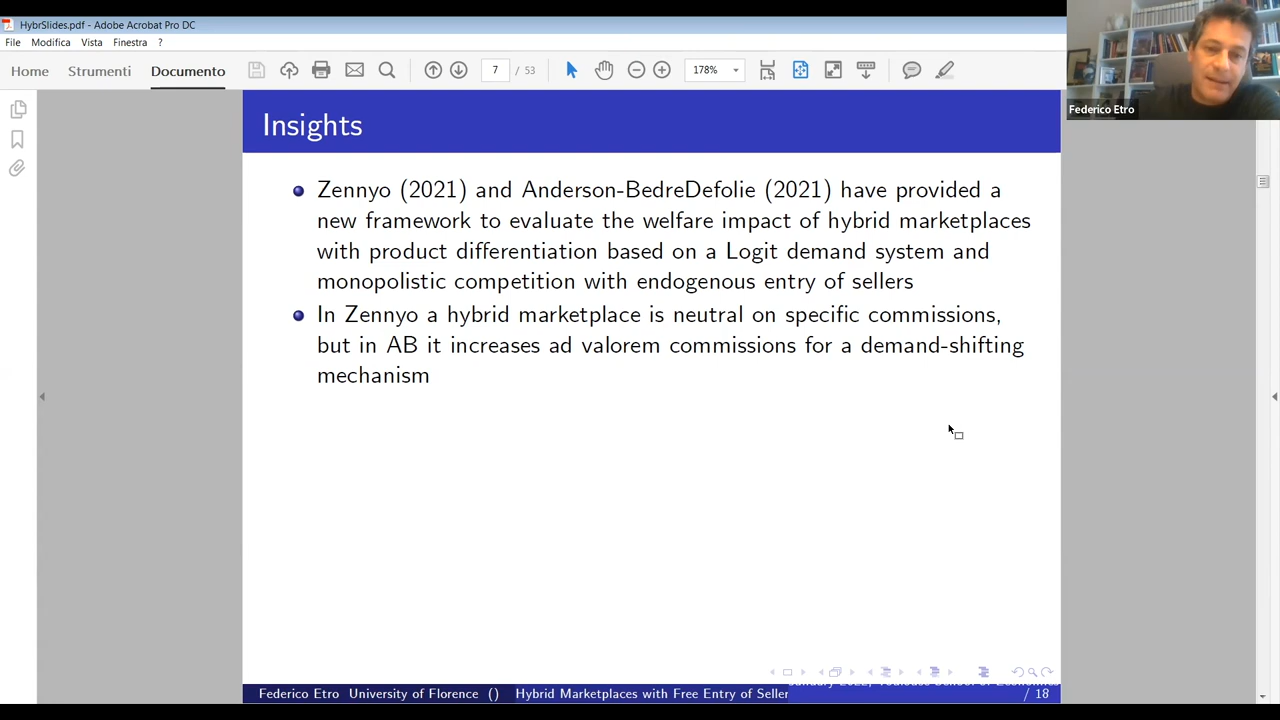 HybrSlides.pdf - Adobe Acrobat Pro DC
File Modifica Vista Finestra ?
Home Strumenti Documento 7 / 53 178%
Federico Etro
Insights
Zennyo (2021) and Anderson-BedreDefolie (2021) have provided a
new framework to evaluate the welfare impact of hybrid marketplaces
with product differentiation based on a Logit demand system and
monopolistic competition with endogenous entry of sellers
In Zennyo a hybrid marketplace is neutral on specific commissions,
but in AB it increases ad valorem commissions for a demand-shifting
mechanism
Federico Etro University of Florence () Hybrid Marketplaces with Free Entry of Seller
/ 18